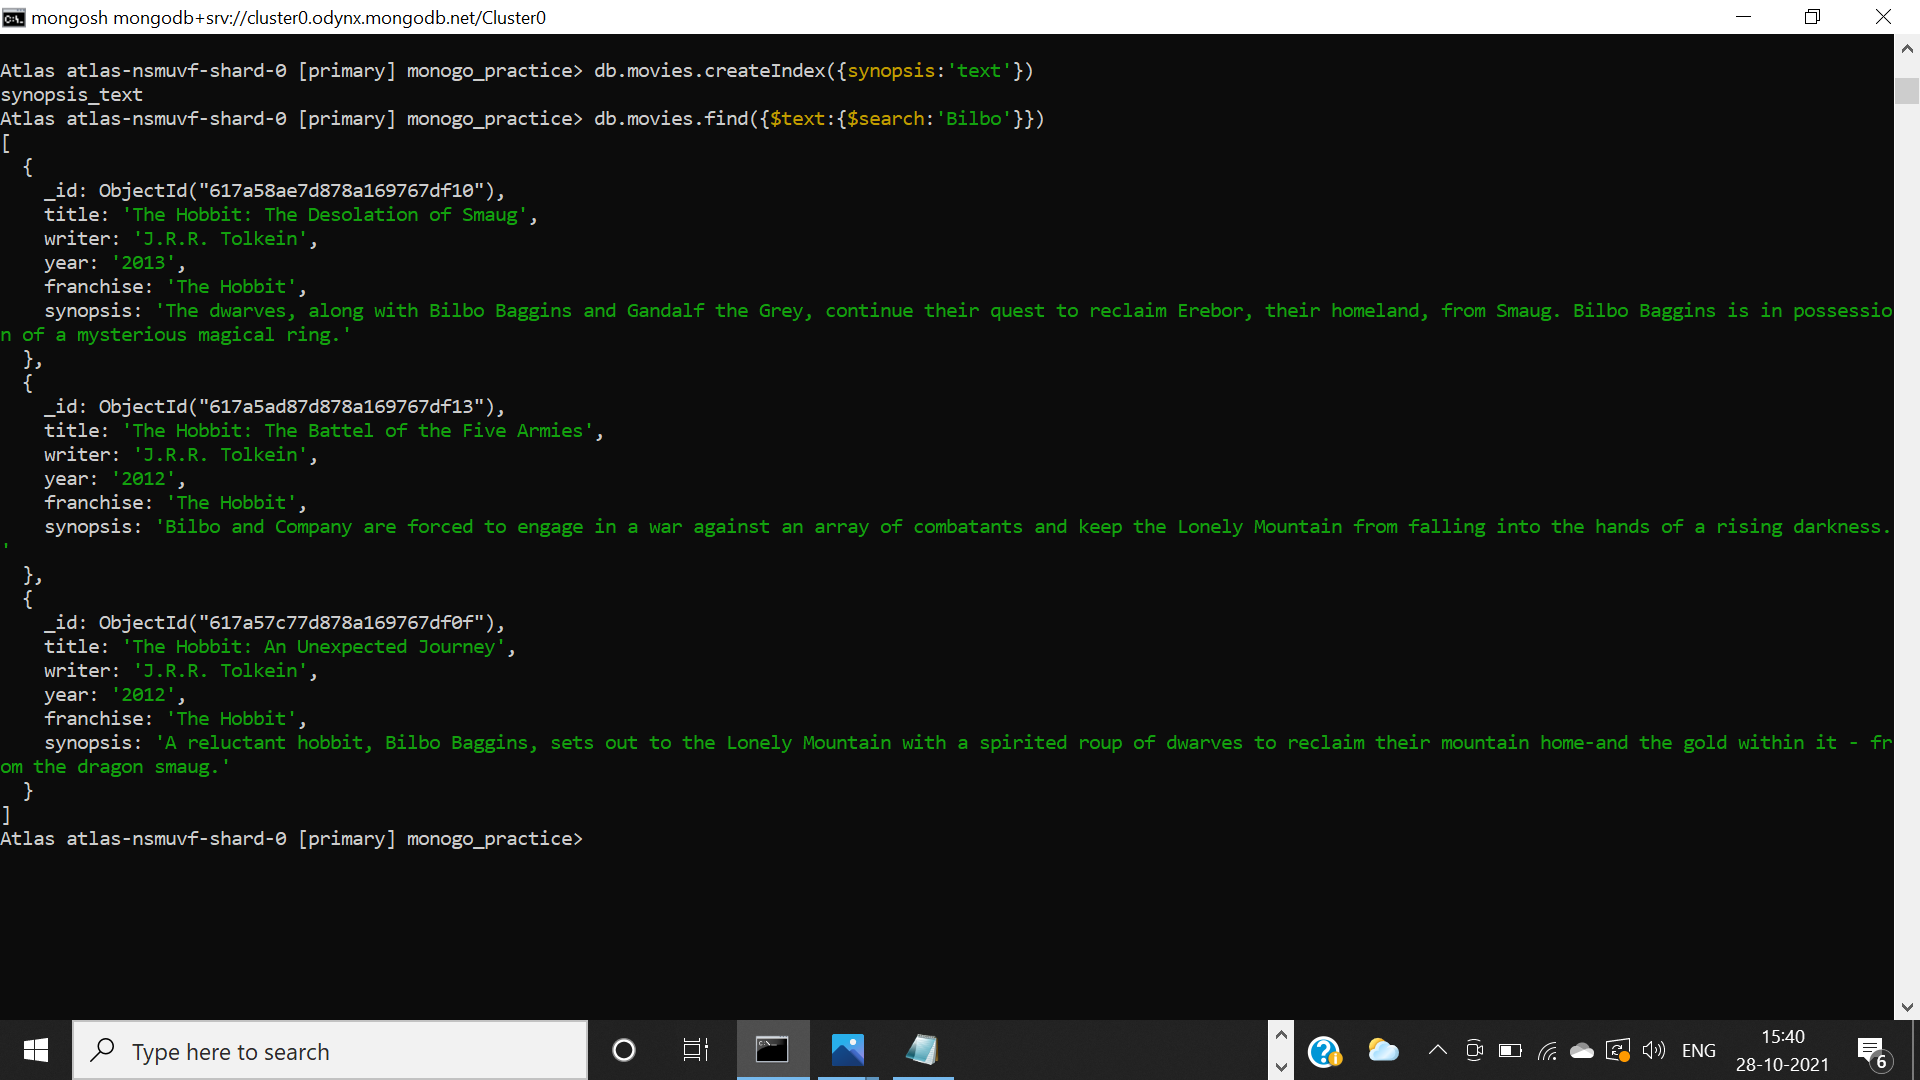 mongosh mongodb+srv://cluster0.odynx.mongodb.net/Cluster0
Atlas atlas-nsmuvf-shard-0 [primary] monogo_practice> db.movies.createIndex({synopsis:'text'})
synopsis_text
Atlas atlas-nsmuvf-shard-0 [primary] monogo_practice> db.movies.find({$text:{$search:'Bilbo'}})
[
  {
    _id: ObjectId("617a58ae7d878a169767df10"),
    title: 'The Hobbit: The Desolation of Smaug',
    writer: 'J.R.R. Tolkein',
    year: '2013',
    franchise: 'The Hobbit',
    synopsis: 'The dwarves, along with Bilbo Baggins and Gandalf the Grey, continue their quest to reclaim Erebor, their homeland, from Smaug. Bilbo Baggins is in possessio
n of a mysterious magical ring.'
  },
  {
    _id: ObjectId("617a5ad87d878a169767df13"),
    title: 'The Hobbit: The Battel of the Five Armies',
    writer: 'J.R.R. Tolkein',
    year: '2012',
    franchise: 'The Hobbit',
    synopsis: 'Bilbo and Company are forced to engage in a war against an array of combatants and keep the Lonely Mountain from falling into the hands of a rising darkness.
'
  },
  {
    _id: ObjectId("617a57c77d878a169767df0f"),
    title: 'The Hobbit: An Unexpected Journey',
    writer: 'J.R.R. Tolkein',
    year: '2012',
    franchise: 'The Hobbit',
    synopsis: 'A reluctant hobbit, Bilbo Baggins, sets out to the Lonely Mountain with a spirited roup of dwarves to reclaim their mountain home-and the gold within it - fr
om the dragon smaug.'
  }
]
Atlas atlas-nsmuvf-shard-0 [primary] monogo_practice>
Type here to search
ENG
15:40
28-10-2021
6